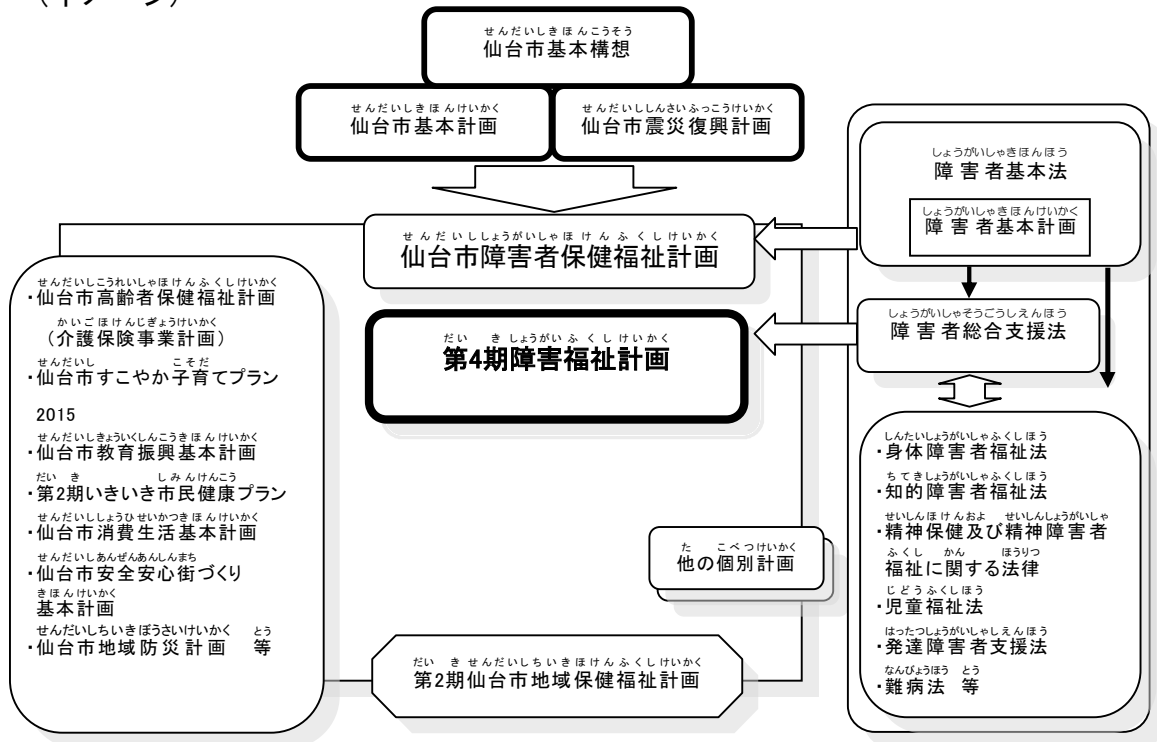 （イメージ）
せんだいしきほんこうそう
仙台市基本構想
せんだいしきほんけいかく
仙台市基本計画
せんだいししんさいふっこうけいかく
仙台市震災復興計画
しょうがいしゃきほんほう
障害者基本法
しょうがいしゃきほんけいかく
障害者基本計画
せんだいししょうがいしゃほけんふくしけいかく
仙台市障害者保健福祉計画
しょうがいしゃそうごうしえんほう
障害者総合支援法
だい き しょうがいふくしけいかく
第4期障害福祉計画
せんだいしこうれいしゃほけんふくしけいかく
・仙台市高齢者保健福祉計画
かいごほけんじぎょうけいかく
（介護保険事業計画）
せんだいし こそだ
・仙台市すこやか子育てプラン
2015
せんだいしきょういくしんこうきほんけいかく
・仙台市教育振興基本計画
だい き しみんけんこう
・第2期いきいき市民健康プラン
せんだいししょうひせいかつきほんけいかく
・仙台市消費生活基本計画
せんだいしあんぜんあんしんまち
・仙台市安全安心街づくり
きほんけいかく
基本計画
せんだいしちいきぼうさいけいかく とう
・仙台市地域防災計画 等
た こべつけいかく
他の個別計画
だい き せんだいしちいきほけんふくしけいかく
第2期仙台市地域保健福祉計画
しんたいしょうがいしゃふくしほう
・身体障害者福祉法
ちてきしょうがいしゃふくしほう
・知的障害者福祉法
せいしんほけんおよ せいしんしょうがいしゃ
・精神保健及び精神障害者
ふくし かん ほうりつ
福祉に関する法律
じどうふくしほう
・児童福祉法
はったつしょうがいしゃしえんほう
・発達障害者支援法
なんびょうほう とう
・難病法 等